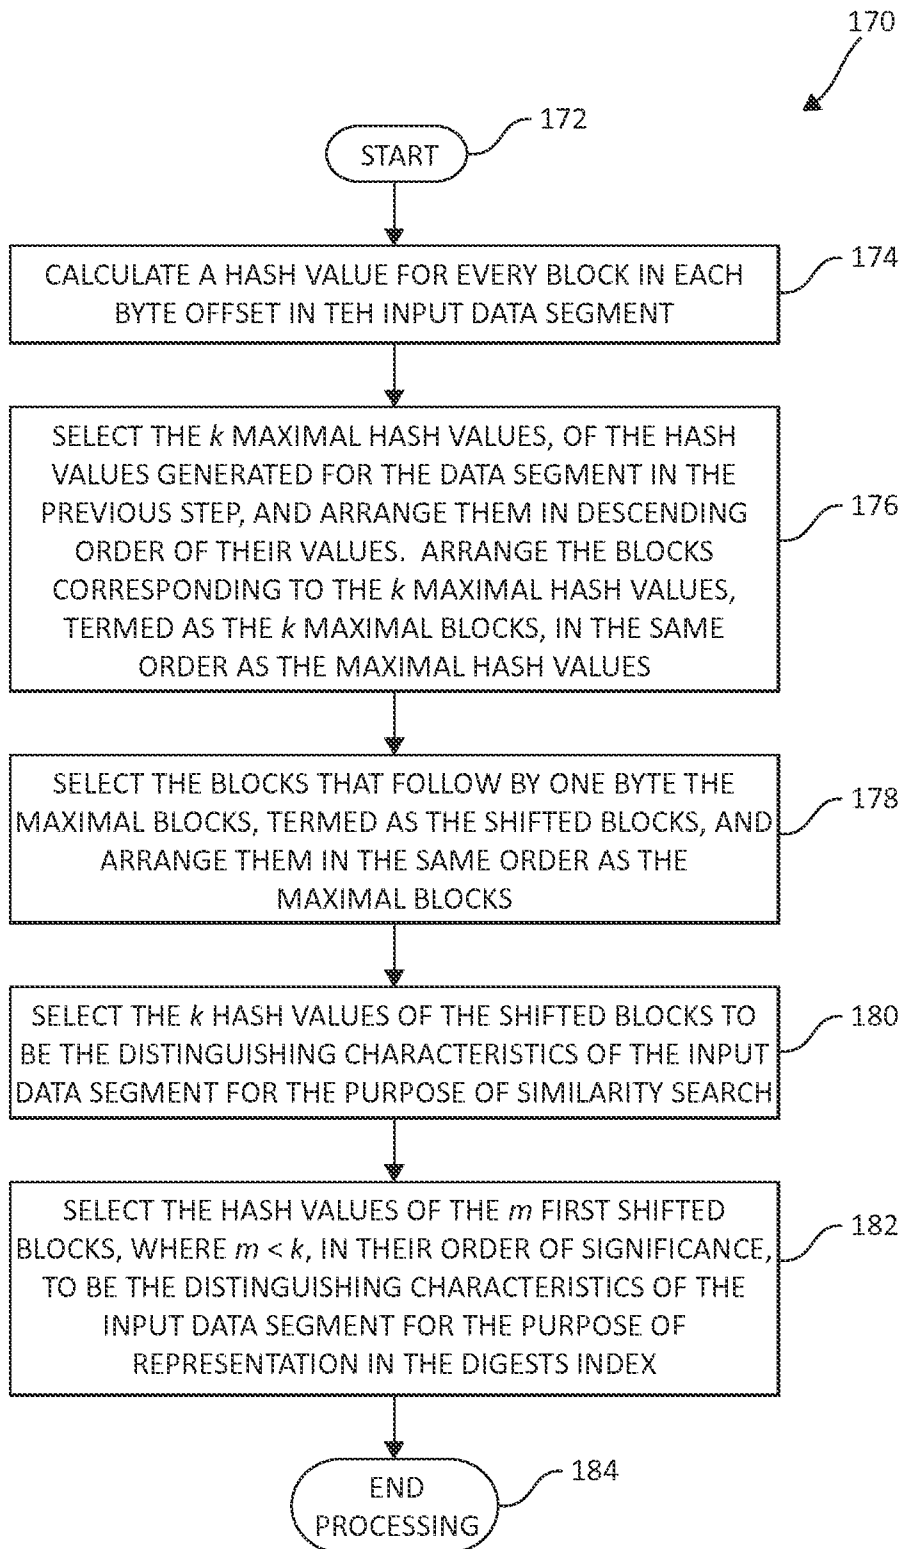 170
START
172
CALCULATE A HASH VALUE FOR EVERY BLOCK IN EACH
BYTE OFFSET IN TEH INPUT DATA SEGMENT
174
SELECT THE k MAXIMAL HASH VALUES, OF THE HASH
VALUES GENERATED FOR THE DATA SEGMENT IN THE
PREVIOUS STEP, AND ARRANGE THEM IN DESCENDING
ORDER OF THEIR VALUES. ARRANGE THE BLOCKS
CORRESPONDING TO THE k MAXIMAL HASH VALUES,
TERMED AS THE k MAXIMAL BLOCKS, IN THE SAME
ORDER AS THE MAXIMAL HASH VALUES
176
SELECT THE BLOCKS THAT FOLLOW BY ONE BYTE THE
MAXIMAL BLOCKS, TERMED AS THE SHIFTED BLOCKS, AND
ARRANGE THEM IN THE SAME ORDER AS THE
MAXIMAL BLOCKS
178
SELECT THE k HASH VALUES OF THE SHIFTED BLOCKS TO
BE THE DISTINGUISHING CHARACTERISTICS OF THE INPUT
DATA SEGMENT FOR THE PURPOSE OF SIMILARITY SEARCH
180
SELECT THE HASH VALUES OF THE m FIRST SHIFTED
BLOCKS, WHERE m < k, IN THEIR ORDER OF SIGNIFICANCE,
TO BE THE DISTINGUISHING CHARACTERISTICS OF THE
INPUT DATA SEGMENT FOR THE PURPOSE OF
REPRESENTATION IN THE DIGESTS INDEX
182
END
PROCESSING
184